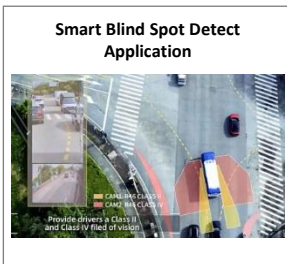 Smart Blind Spot Detect
Application
CAM1: R46 CLASS II
CAM2: R46 CLASS IV
Provide drivers a Class II
and Class IV filed of vision